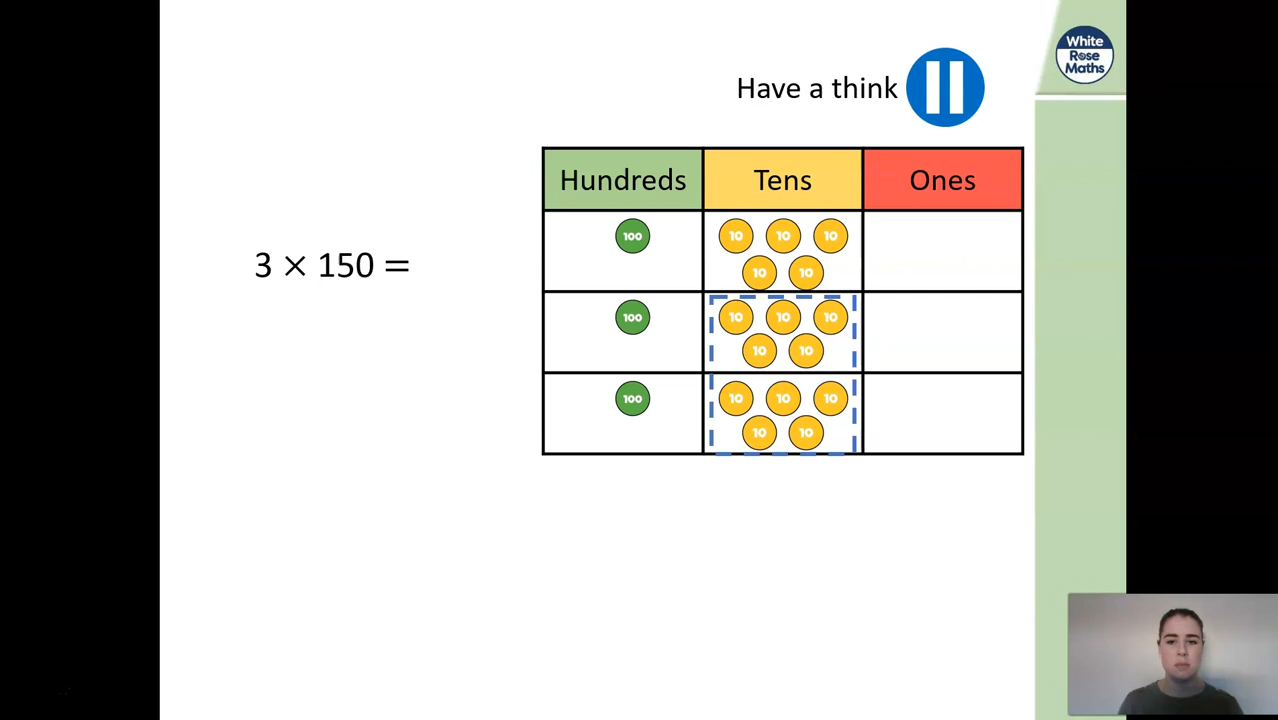 White
Rose
Maths
Have a think
Hundreds Tens Ones
3 × 150 =
100 10 10 10
10 10
100 10 10 10
10 10
100 10 10 10
10 10